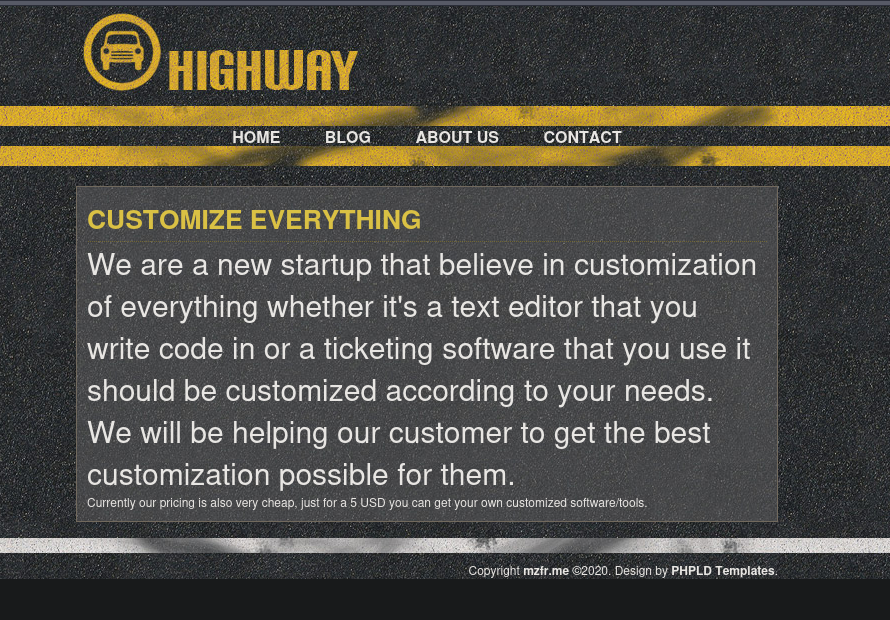 HIGHWAY
HOME BLOG ABOUT US CONTACT
CUSTOMIZE EVERYTHING
We are a new startup that believe in customization
of everything whether it's a text editor that you
write code in or a ticketing software that you use it
should be customized according to your needs.
We will be helping our customer to get the best
customization possible for them.
Currently our pricing is also very cheap, just for a 5 USD you can get your own customized software/tools.
Copyright mzfr.me ©2020. Design by PHPLD Templates.